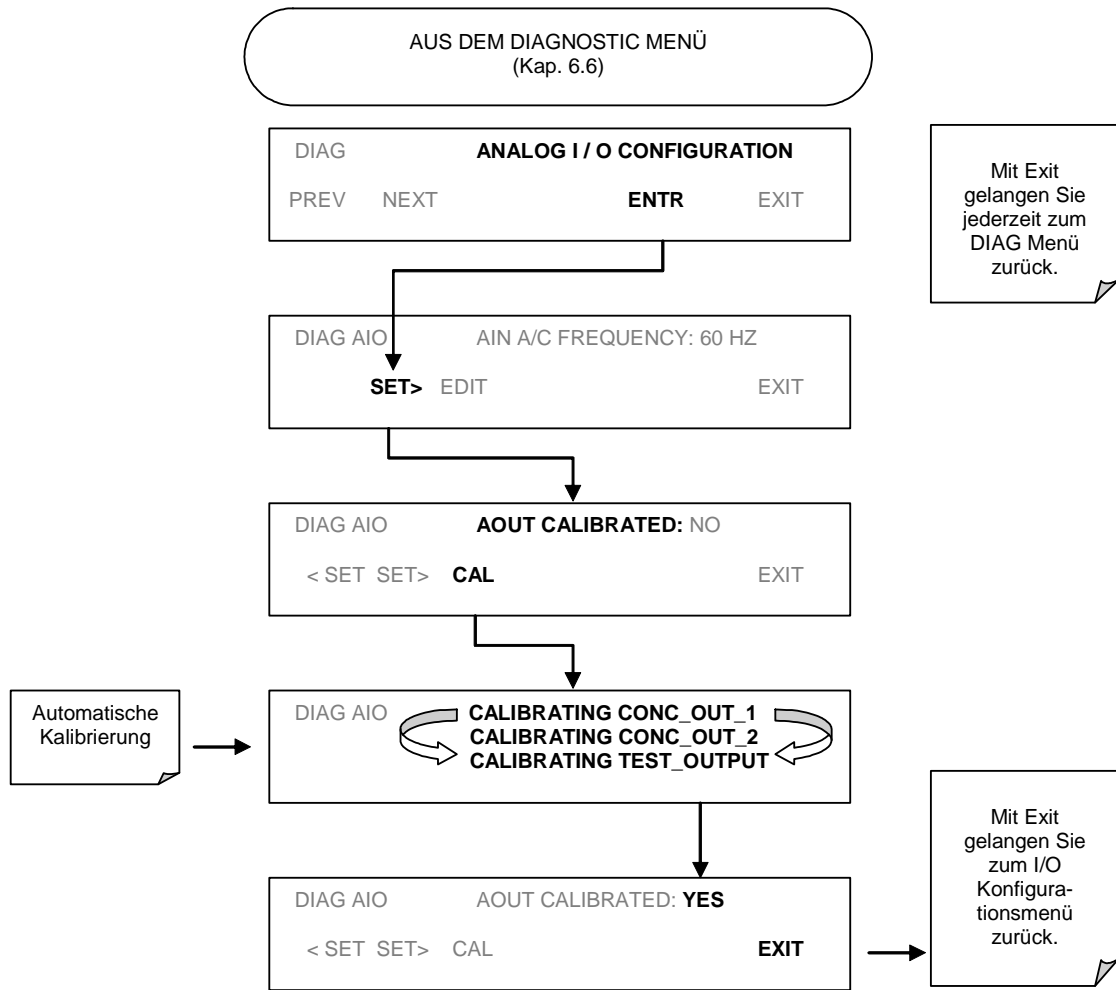 AUS DEM DIAGNOSTIC MENÜ
(Kap. 6.6)
DIAG ANALOG I / O CONFIGURATION
PREV NEXT ENTR EXIT
Mit Exit
gelangen Sie
jederzeit zum
DIAG Menü
zurück.
DIAG AIO AIN A/C FREQUENCY: 60 HZ
SET> EDIT EXIT
DIAG AIO AOUT CALIBRATED: NO
< SET SET> CAL EXIT
Automatische
Kalibrierung
DIAG AIO CALIBRATING CONC_OUT_1
CALIBRATING CONC_OUT_2
CALIBRATING TEST_OUTPUT
DIAG AIO AOUT CALIBRATED: YES
< SET SET> CAL EXIT
Mit Exit
gelangen Sie
zum I/O
Konfigura-
tionsmenü
zurück.